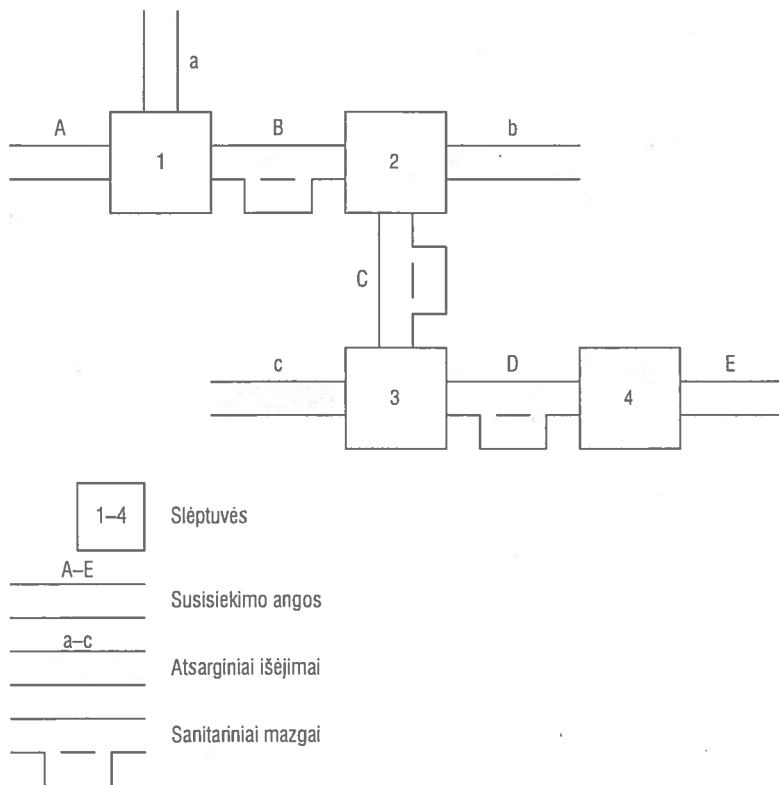 a
A
B
b
1
2
C
c
D
E
3
4
1–4 Slėptuvės
A–E
Susisiekimo angos
a–c
Atsarginiai išėjimai
Sanitariniai mazgai